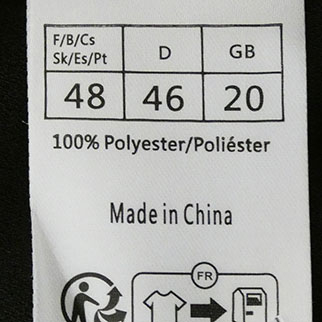 F/B/Cs D GB
Sk/Es/Pt
48 46 20
100% Polyester/Poliéster
Made in China
FR